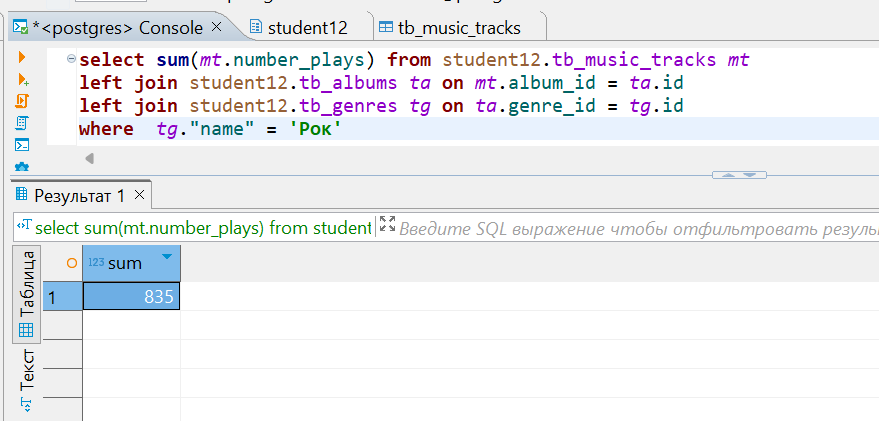 *<postgres> Console
student12
tb_music_tracks
select sum(mt.number_plays) from student12.tb_music_tracks mt
left join student12.tb_albums ta on mt.album_id = ta.id
left join student12.tb_genres tg on ta.genre_id = tg.id
where  tg."name" = 'Рок'
Результат 1
select sum(mt.number_plays) from student
Введите SQL выражение чтобы отфильтровать резуль
Таблица
Текст
123 sum
1
835